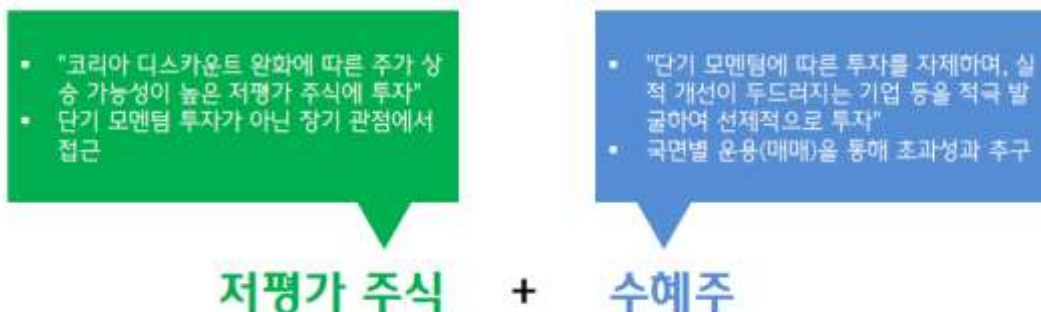 ▪ "코리아 디스카운트 완화에 따른 주가 상
승 가능성이 높은 저평가 주식에 투자"
▪ 단기 모멘텀 투자가 아닌 장기 관점에서
접근
▪ "단기 모멘텀에 따른 투자를 자제하며, 실
적 개선이 두드러지는 기업 등을 적극 발
굴하여 선제적으로 투자"
▪ 국면별 운용(매매)을 통해 초과성과 추구
저평가 주식 + 수혜주